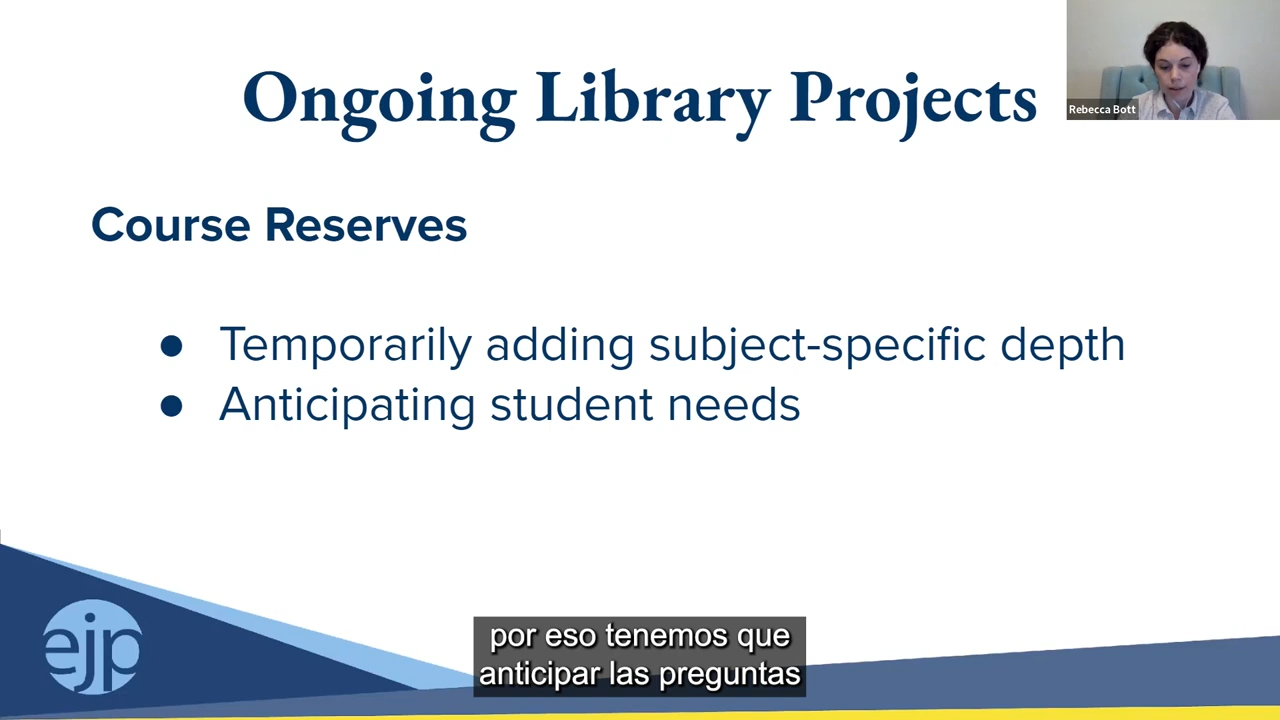 Ongoing Library Projects
Rebecca Bott
Course Reserves
● Temporarily adding subject-specific depth
● Anticipating student needs
ejp
por eso tenemos que
anticipar las preguntas